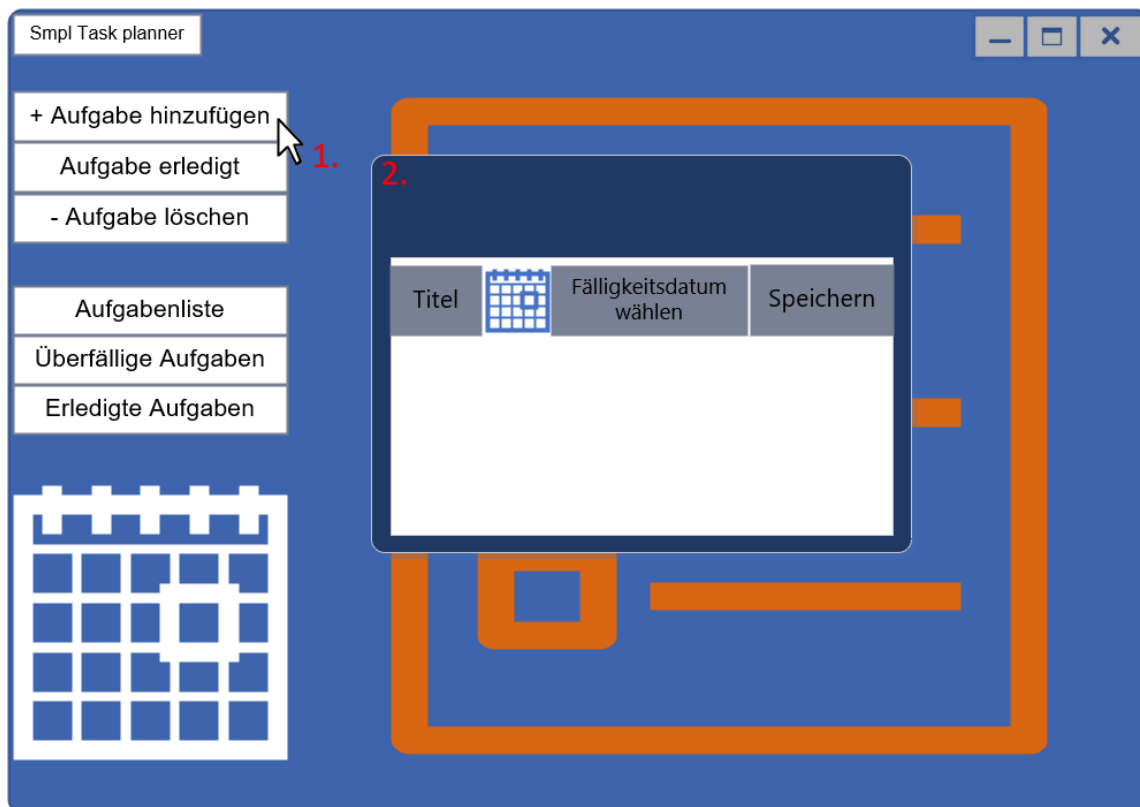 Smpl Task planner
+ Aufgabe hinzufügen
1.
Aufgabe erledigt
- Aufgabe löschen
Aufgabenliste
Überfällige Aufgaben
Erledigte Aufgaben
2.
Titel
Fälligkeitsdatum
wählen
Speichern